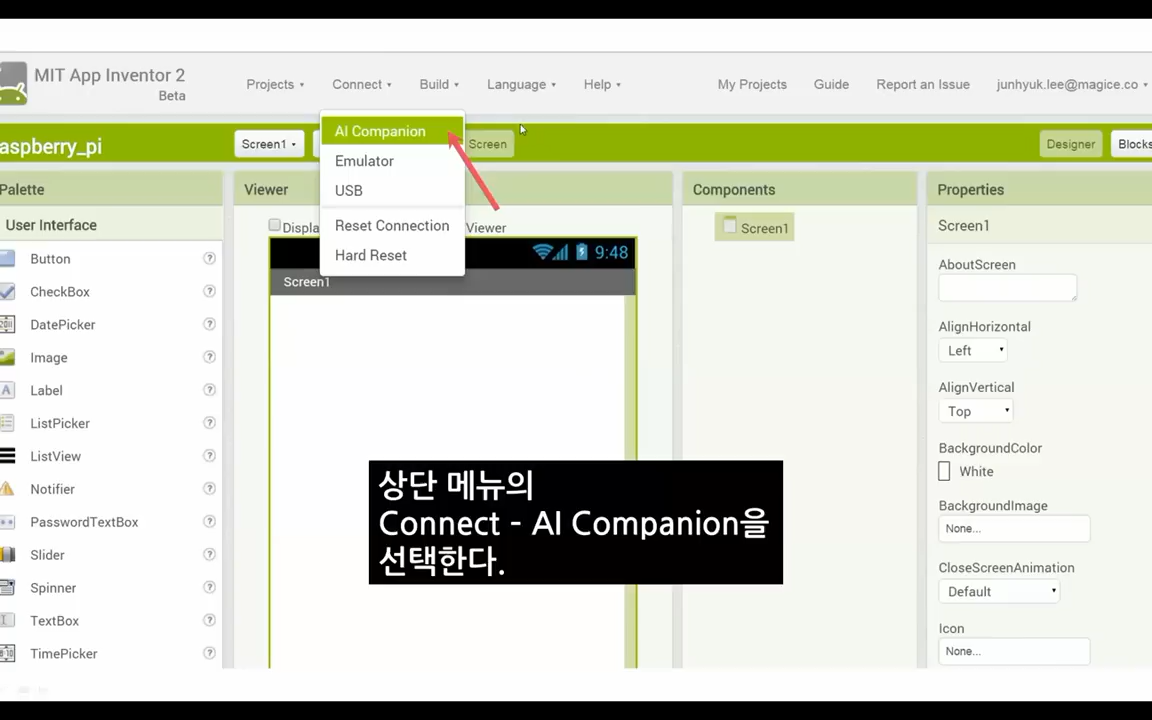 MIT App Inventor 2
Beta
Projects
Connect
Build
Language
Help
My Projects
Guide
Report an Issue
junhyuk.lee@magice.co
aspberry_pi
Screen1
AI Companion
Emulator
USB
Reset Connection
Hard Reset
Screen
Designer
Blocks
Palette
Viewer
Components
Properties
User Interface
Button
CheckBox
DatePicker
Image
Label
ListPicker
ListView
Notifier
PasswordTextBox
Slider
Spinner
TextBox
TimePicker
Displa
Viewer
9:48
Screen1
Screen1
Screen1
AboutScreen
AlignHorizontal
Left
AlignVertical
Top
BackgroundColor
White
BackgroundImage
None...
CloseScreenAnimation
Default
Icon
None...
상단 메뉴의
Connect - AI Companion을
선택한다.